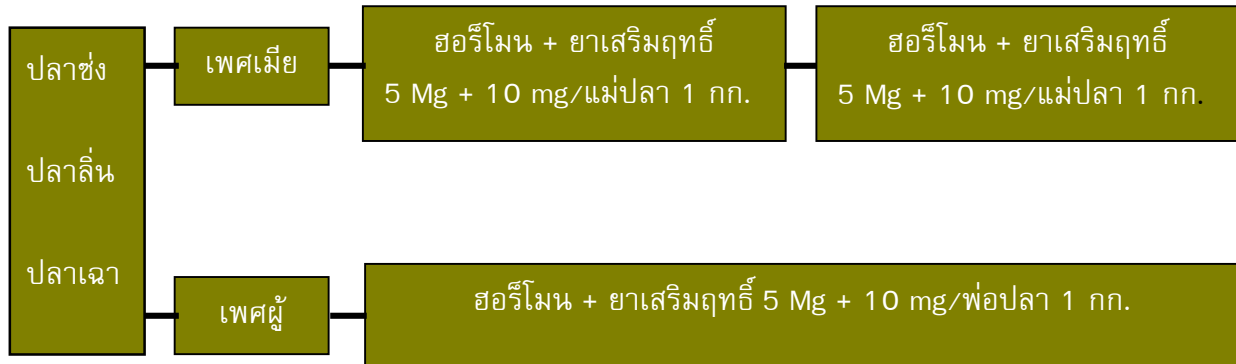 ปลาซ่ง
ปลาลิ่น
ปลาเฉา
เพศเมีย
ฮอร็โมน + ยาเสริมฤทธิ์
5 Mg + 10 mg/แม่ปลา 1 กก.
ฮอร็โมน + ยาเสริมฤทธิ์
5 Mg + 10 mg/แม่ปลา 1 กก.
เพศผู้
ฮอร็โมน + ยาเสริมฤทธิ์ 5 Mg + 10 mg/พ่อปลา 1 กก.